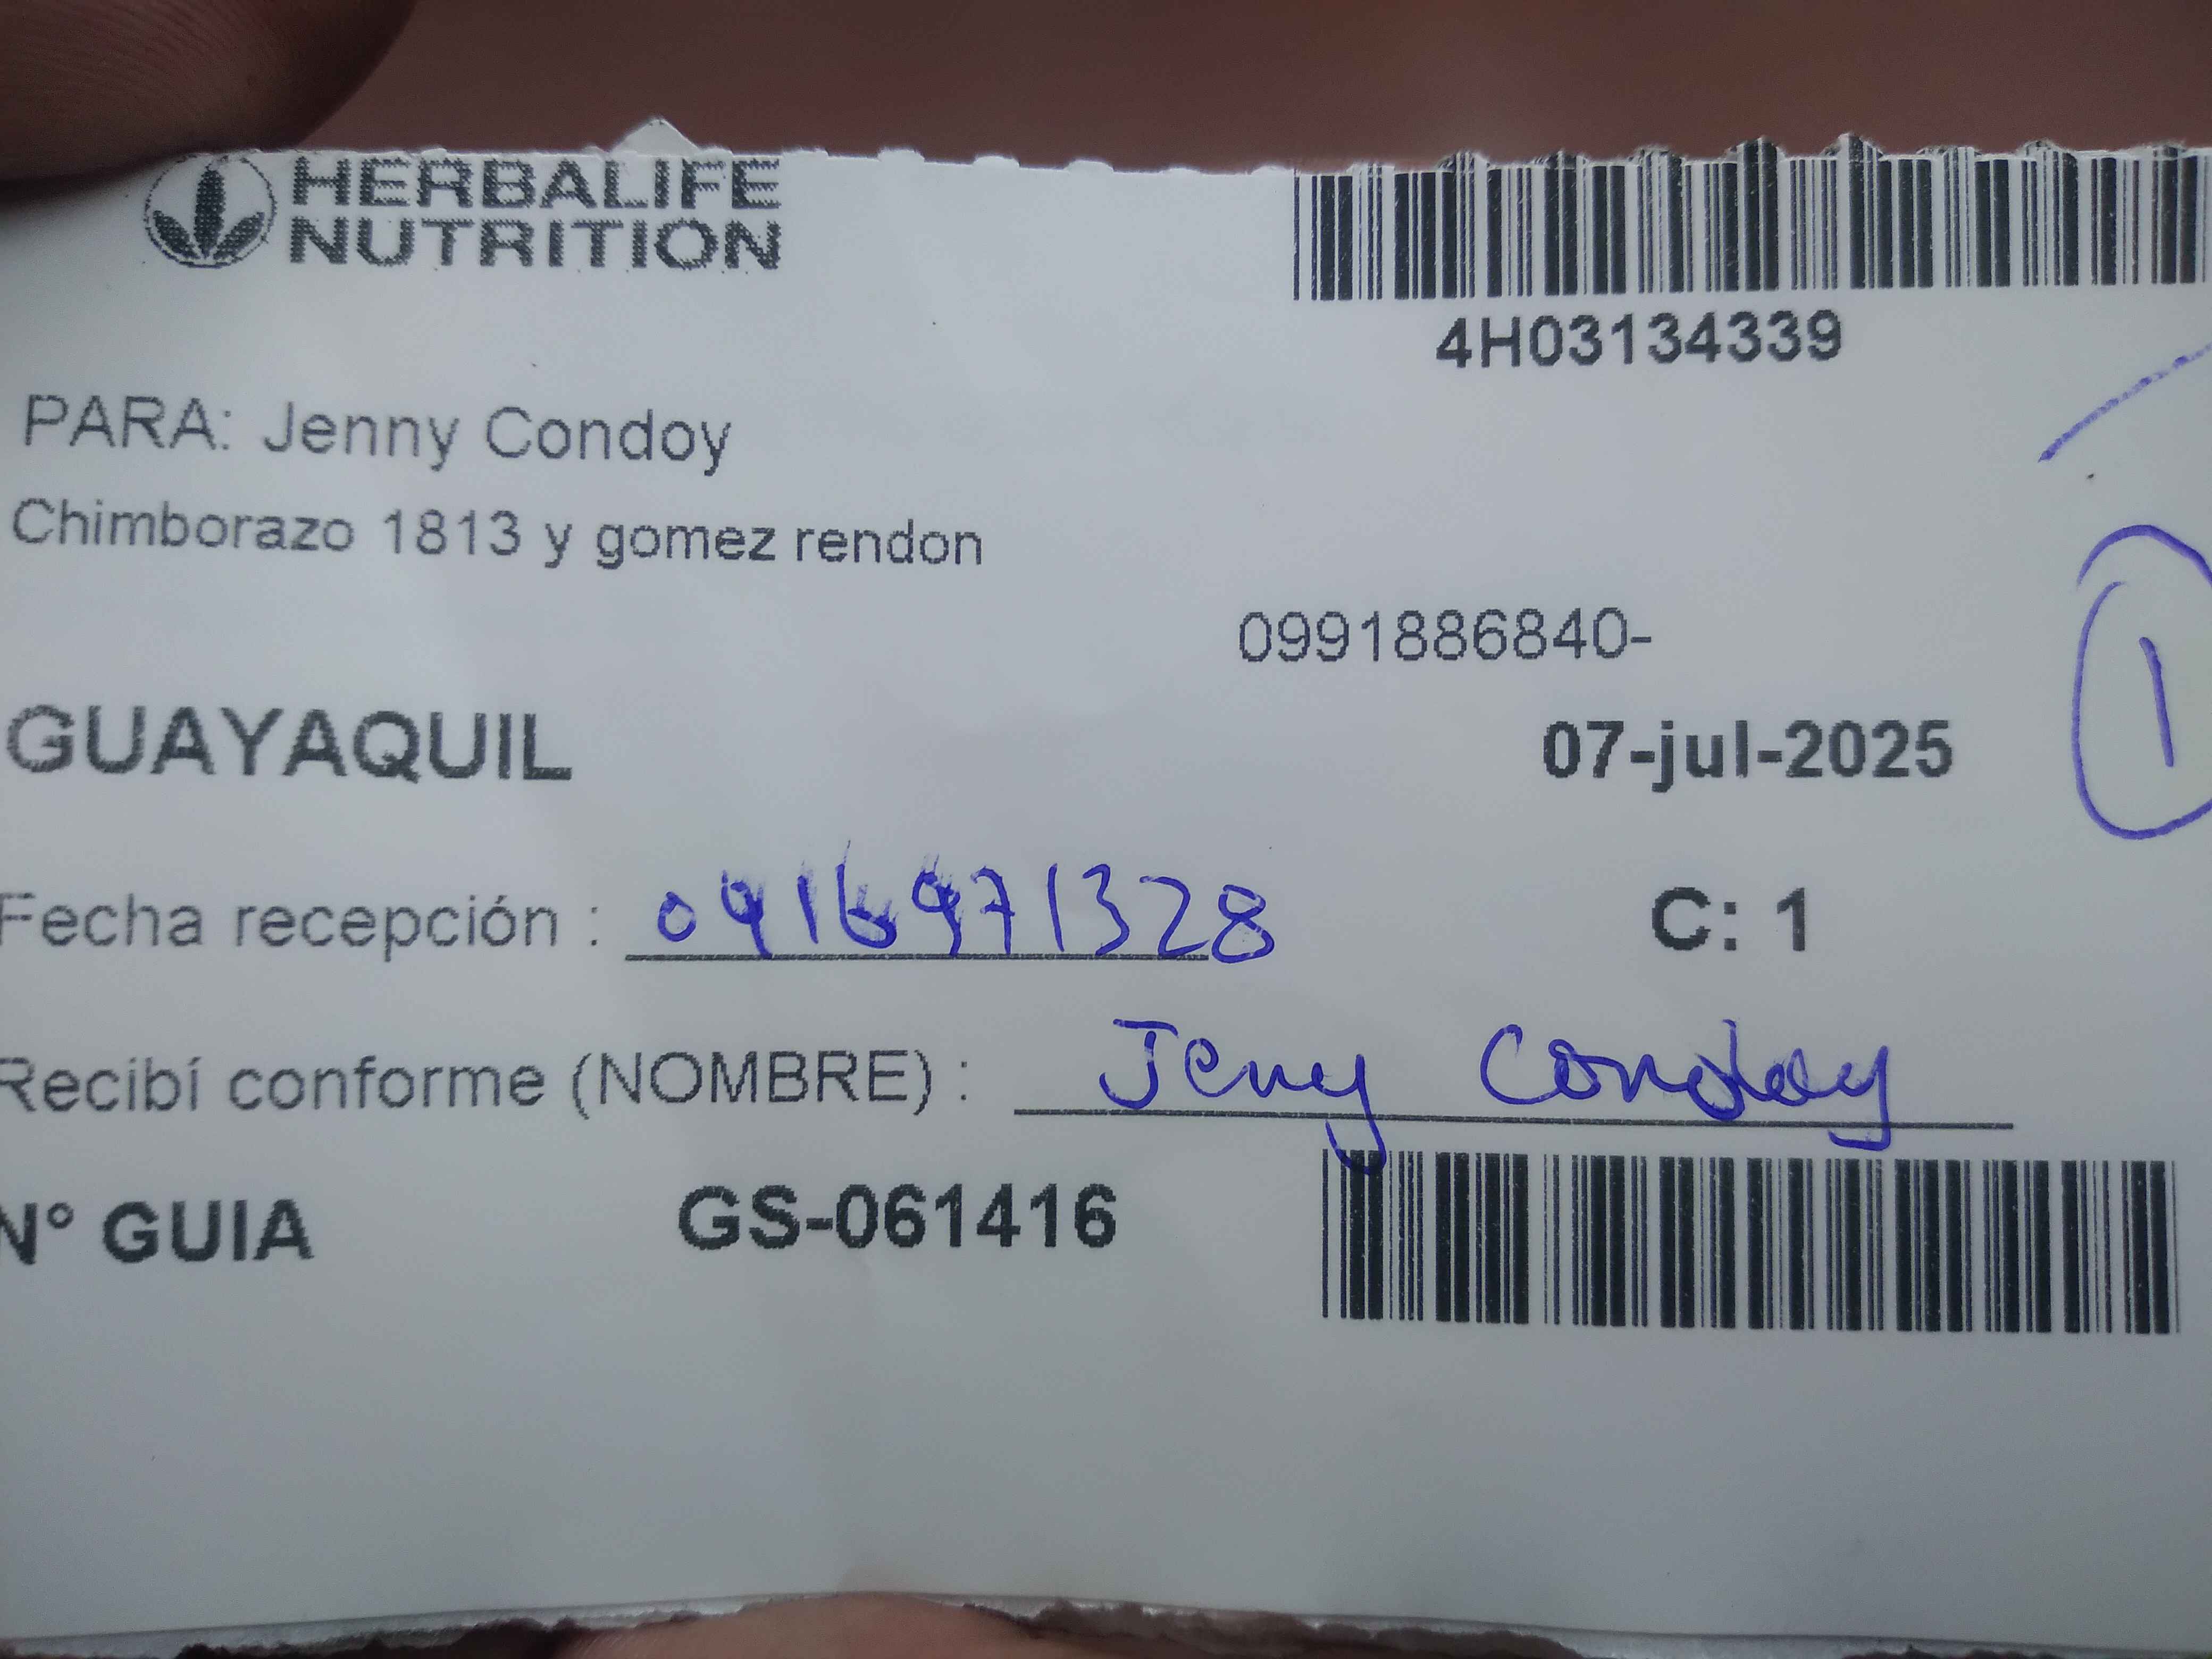 HERBALIFE
NUTRITION
4H03134339
PARA: Jenny Condoy
Chimborazo 1813 y gomez rendon
0991886840-
GUAYAQUIL
07-jul-2025
1
Fecha recepción : 0916971328
C: 1
Recibí conforme (NOMBRE) : Jeny Condoy
N° GUIA GS-061416